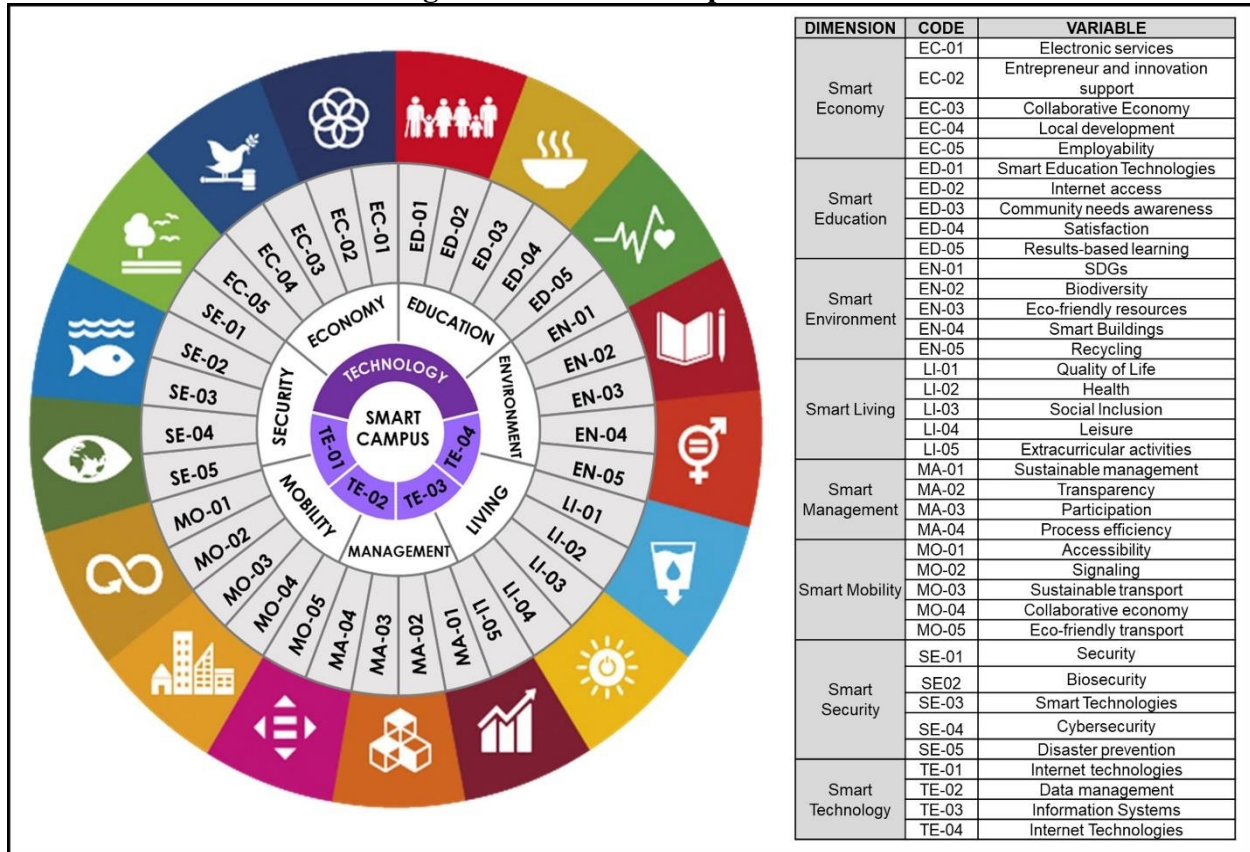 EC-01
EC-02
EC-03
EC-04
EC-05
ED-01
ED-02
ED-03
ED-04
ED-05
EN-01
EN-02
EN-03
EN-04
EN-05
LI-01
LI-02
LI-03
LI-04
LI-05
MA-01
MA-02
MA-03
MA-04
MO-05
MO-04
MO-03
MO-02
MO-01
SE-05
SE-04
SE-03
SE-02
SE-01
ECONOMY
EDUCATION
ENVIRONMENT
LIVING
MANAGEMENT
MOBILITY
SECURITY
TECHNOLOGY
SMART
CAMPUS
TE-01
TE-02
TE-03
TE-04
DIMENSION CODE VARIABLE
Smart
Economy
EC-01 Electronic services
EC-02 Entrepreneur and innovation
support
EC-03 Collaborative Economy
EC-04 Local development
EC-05 Employability
Smart
Education
ED-01 Smart Education Technologies
ED-02 Internet access
ED-03 Community needs awareness
ED-04 Satisfaction
ED-05 Results-based learning
Smart
Environment
EN-01 SDGs
EN-02 Biodiversity
EN-03 Eco-friendly resources
EN-04 Smart Buildings
EN-05 Recycling
Smart Living
LI-01 Quality of Life
LI-02 Health
LI-03 Social Inclusion
LI-04 Leisure
LI-05 Extracurricular activities
Smart
Management
MA-01 Sustainable management
MA-02 Transparency
MA-03 Participation
MA-04 Process efficiency
Smart Mobility
MO-01 Accessibility
MO-02 Signaling
MO-03 Sustainable transport
MO-04 Collaborative economy
MO-05 Eco-friendly transport
Smart
Security
SE-01 Security
SE02 Biosecurity
SE-03 Smart Technologies
SE-04 Cybersecurity
SE-05 Disaster prevention
Smart
Technology
TE-01 Internet technologies
TE-02 Data management
TE-03 Information Systems
TE-04 Internet Technologies